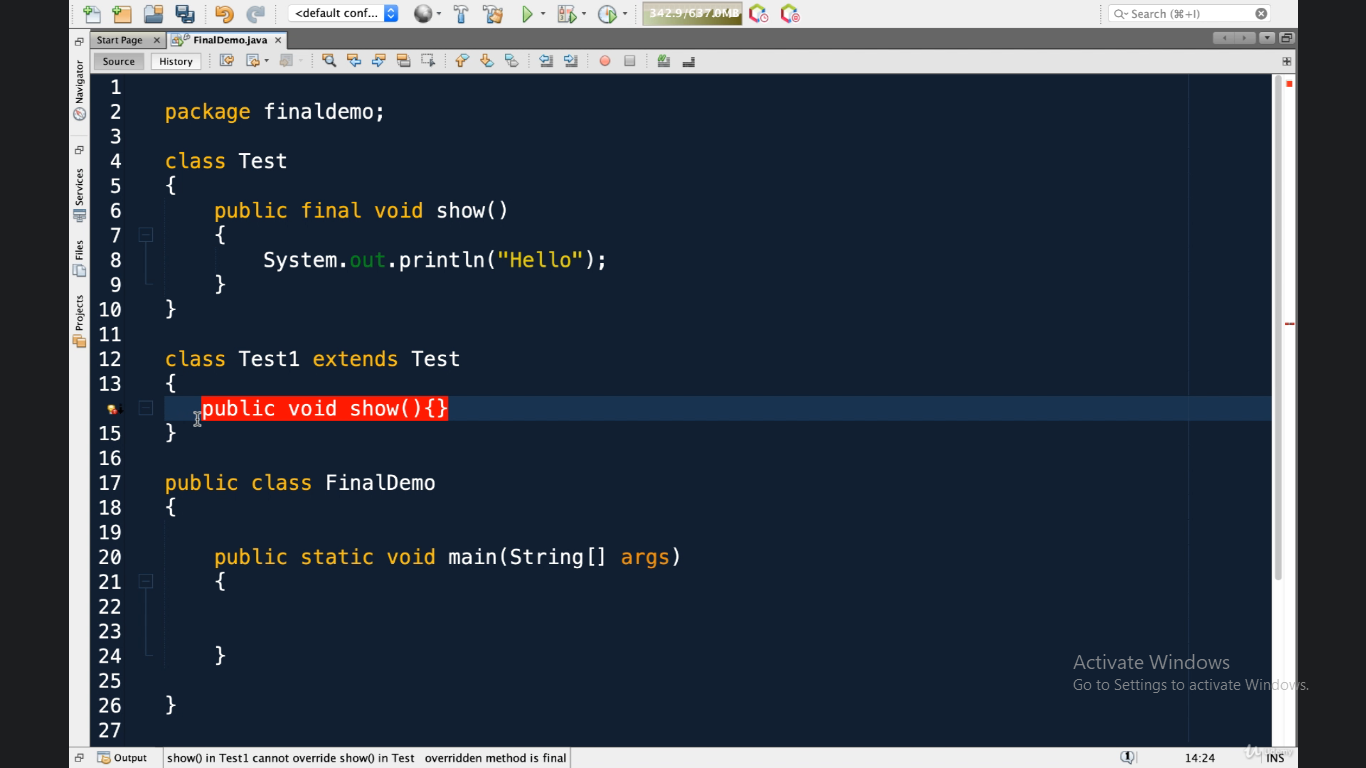 <default conf...
342.9/637.0MB
Search (⌘+I)
Start Page
FinalDemo.java
Source
History
Navigator
Services
Files
Projects
1
2 package finaldemo;
3
4 class Test
5 {
6 public final void show()
7 {
8 System.out.println("Hello");
9 }
10 }
11
12 class Test1 extends Test
13 {
public void show(){}
15 }
16
17 public class FinalDemo
18 {
19
20 public static void main(String[] args)
21 {
22
23
24 }
25
26 }
27
Activate Windows
Go to Settings to activate Windows.
Output
show() in Test1 cannot override show() in Test overridden method is final
1
14:24
INS